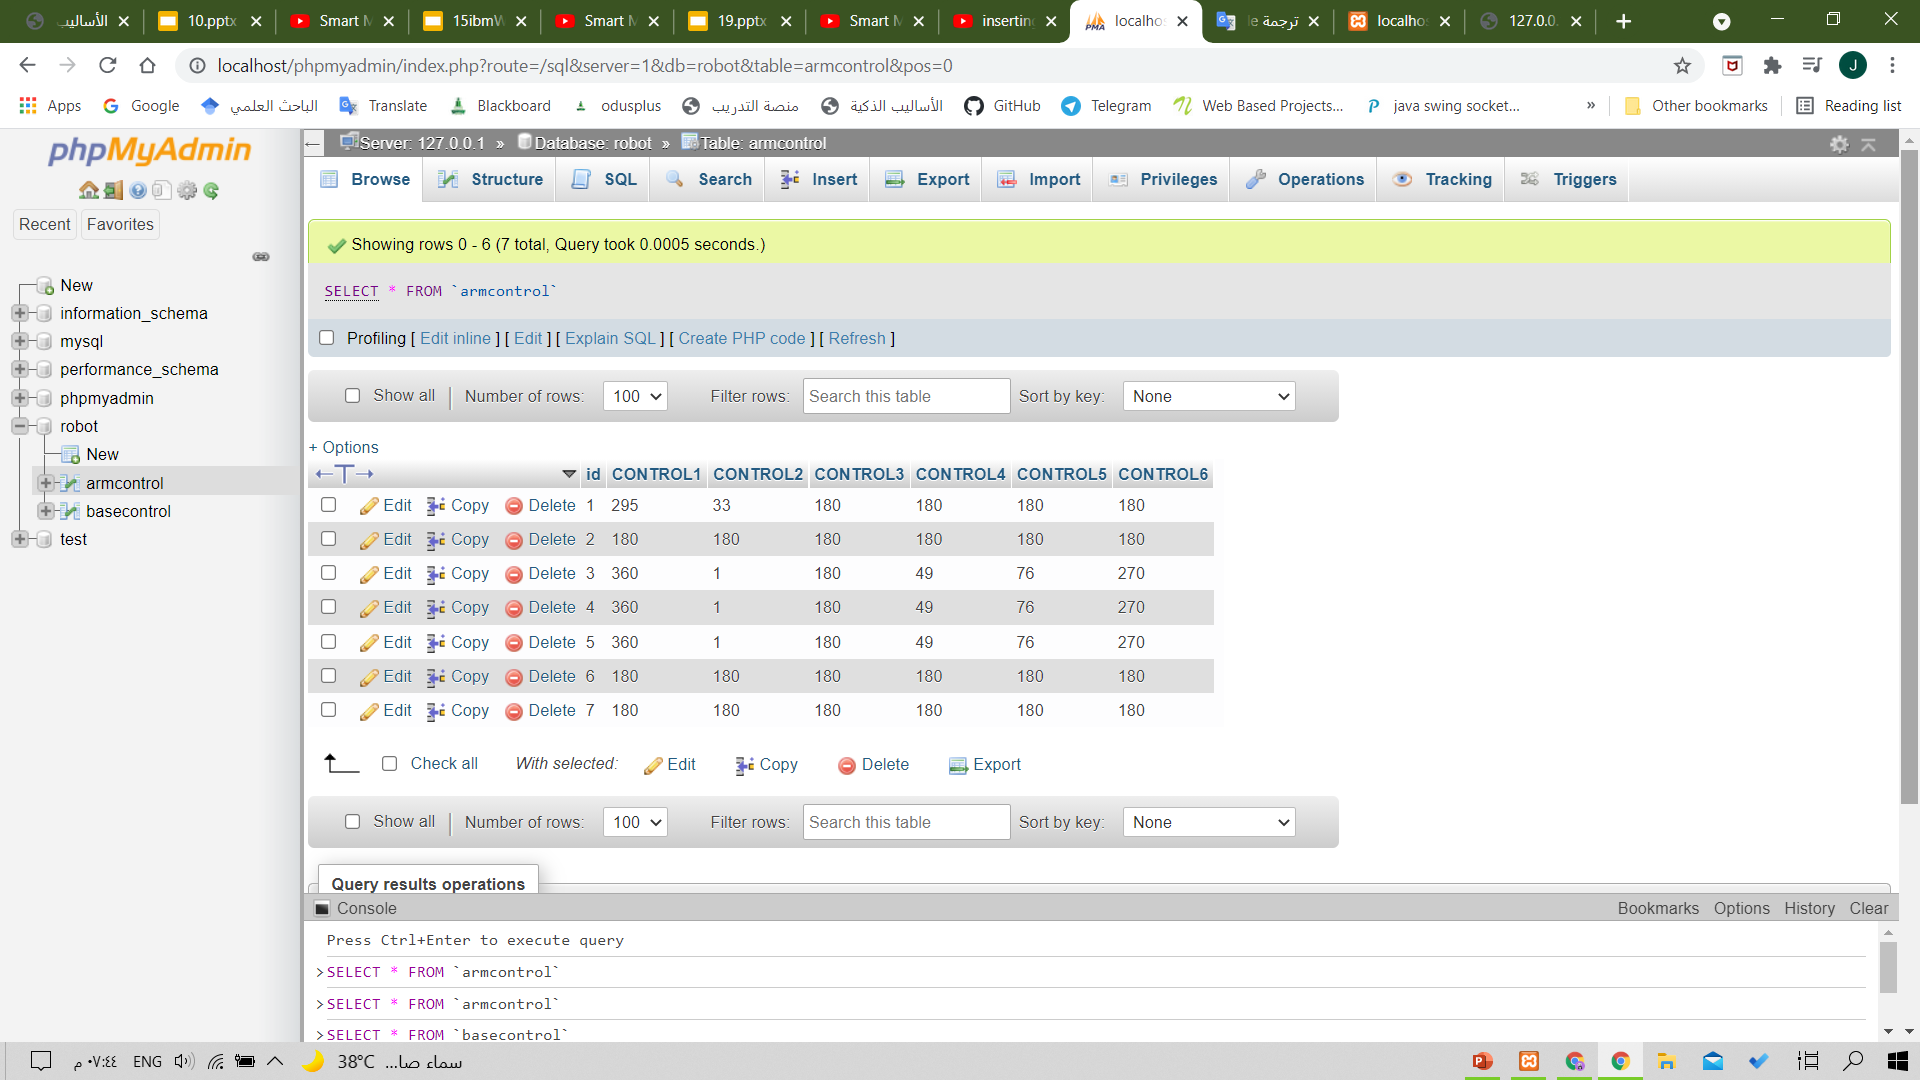 الأساليب
10.pptx
Smart M
15ibmW
Smart M
19.pptx
Smart M
inserting
localhos
ترجمة le
localhos
127.0.0.
localhost/phpmyadmin/index.php?route=/sql&server=1&db=robot&table=armcontrol&pos=0
J
Apps Google الباحث العلمي Translate Blackboard odusplus منصة التدريب الأساليب الذكية GitHub Telegram Web Based Projects... java swing socket... » Other bookmarks Reading list
phpMyAdmin
Recent Favorites
New
information_schema
mysql
performance_schema
phpmyadmin
robot
New
armcontrol
basecontrol
test
Server: 127.0.0.1 » Database: robot » Table: armcontrol
Browse Structure SQL Search Insert Export Import Privileges Operations Tracking Triggers
Showing rows 0 - 6 (7 total, Query took 0.0005 seconds.)
SELECT * FROM `armcontrol`
Profiling [ Edit inline ] [ Edit ] [ Explain SQL ] [ Create PHP code ] [ Refresh ]
Show all Number of rows: 100 Filter rows: Search this table Sort by key: None
+ Options
id CONTROL1 CONTROL2 CONTROL3 CONTROL4 CONTROL5 CONTROL6
Edit Copy Delete 1 295 33 180 180 180 180
Edit Copy Delete 2 180 180 180 180 180 180
Edit Copy Delete 3 360 1 180 49 76 270
Edit Copy Delete 4 360 1 180 49 76 270
Edit Copy Delete 5 360 1 180 49 76 270
Edit Copy Delete 6 180 180 180 180 180 180
Edit Copy Delete 7 180 180 180 180 180 180
Check all With selected: Edit Copy Delete Export
Show all Number of rows: 100 Filter rows: Search this table Sort by key: None
Query results operations
Console Bookmarks Options History Clear
Press Ctrl+Enter to execute query
>SELECT * FROM `armcontrol`
>SELECT * FROM `armcontrol`
>SELECT * FROM `basecontrol`
٠٧:٤٤ م ENG 38°C سماء صا...